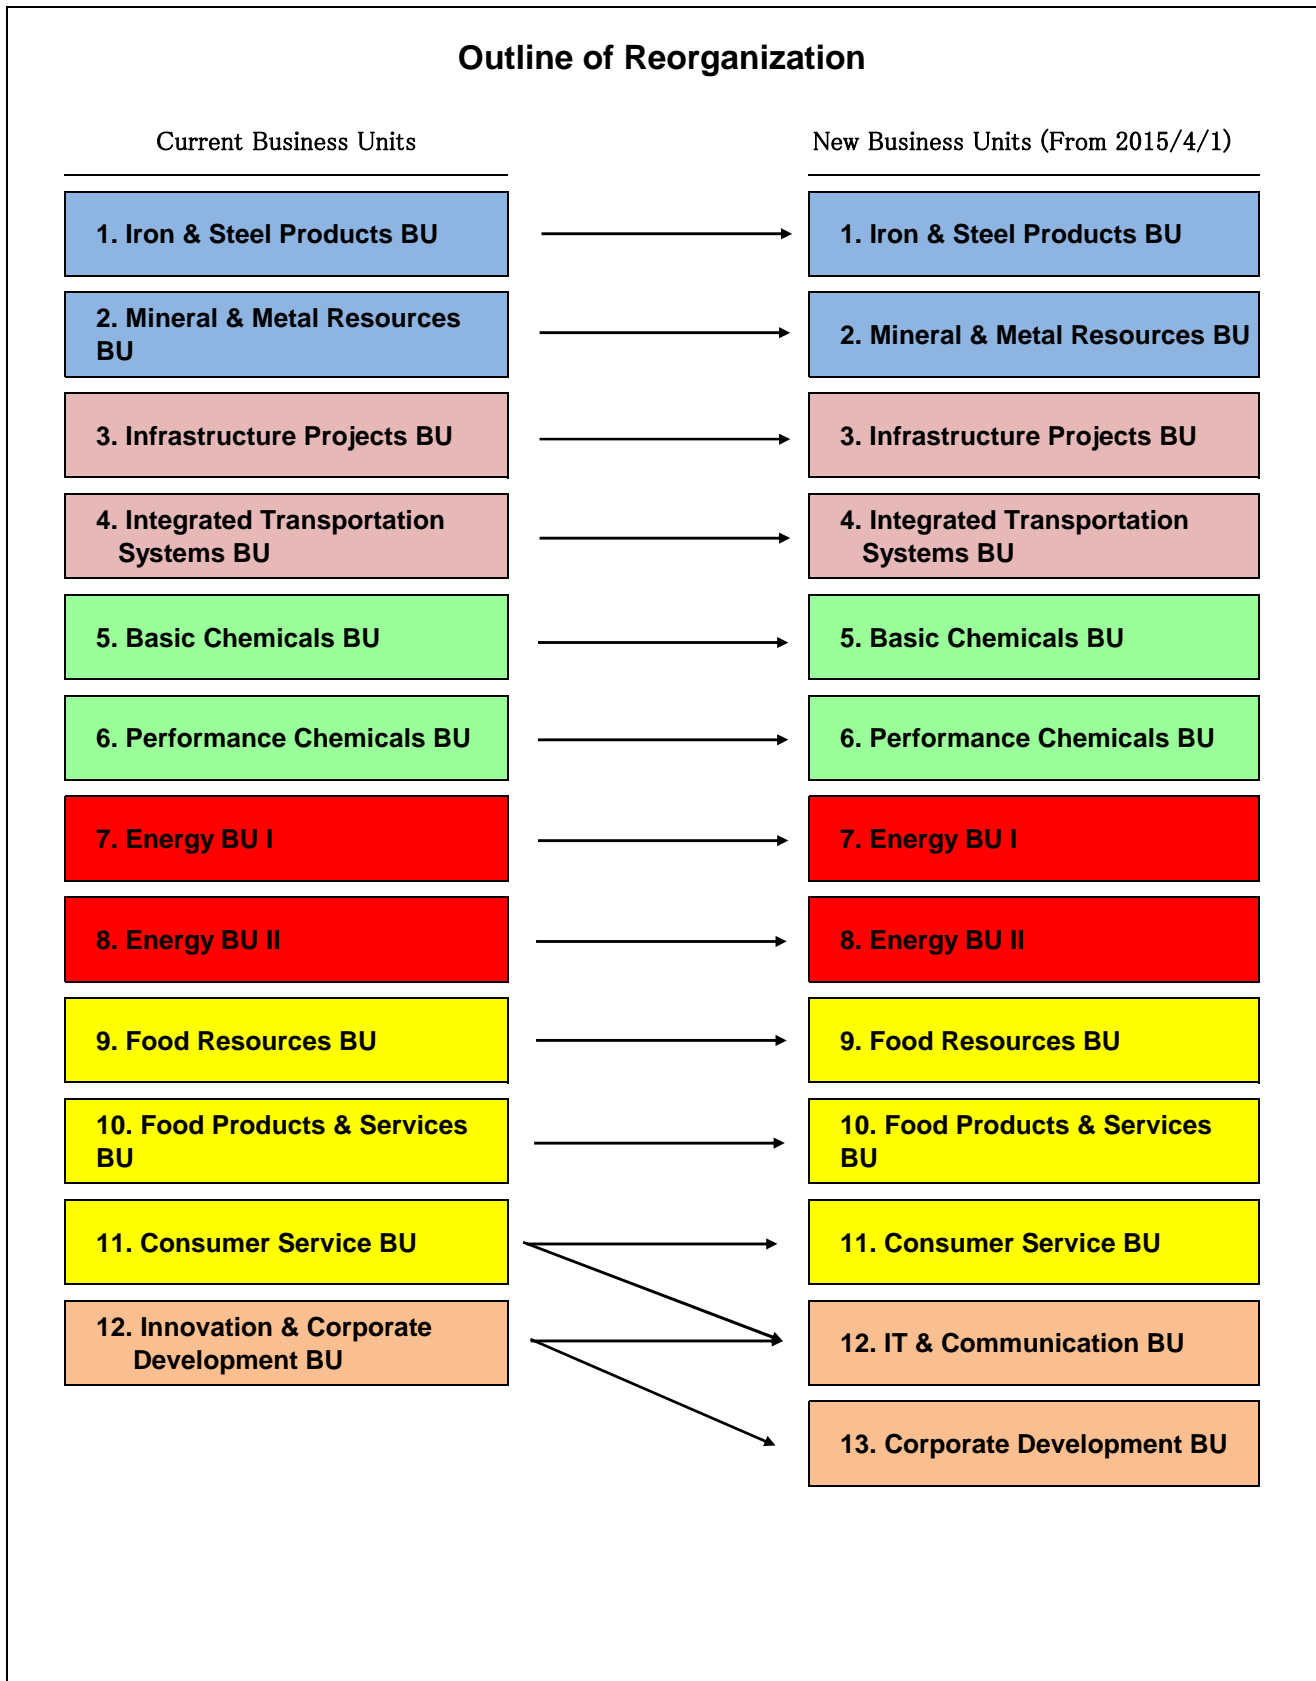 Outline of Reorganization
Current Business Units
New Business Units (From 2015/4/1)
1. Iron & Steel Products BU
1. Iron & Steel Products BU
2. Mineral & Metal Resources
BU
2. Mineral & Metal Resources BU
3. Infrastructure Projects BU
3. Infrastructure Projects BU
4. Integrated Transportation
Systems BU
4. Integrated Transportation
Systems BU
5. Basic Chemicals BU
5. Basic Chemicals BU
6. Performance Chemicals BU
6. Performance Chemicals BU
7. Energy BU I
7. Energy BU I
8. Energy BU II
8. Energy BU II
9. Food Resources BU
9. Food Resources BU
10. Food Products & Services
BU
10. Food Products & Services
BU
11. Consumer Service BU
11. Consumer Service BU
12. Innovation & Corporate
Development BU
12. IT & Communication BU
13. Corporate Development BU